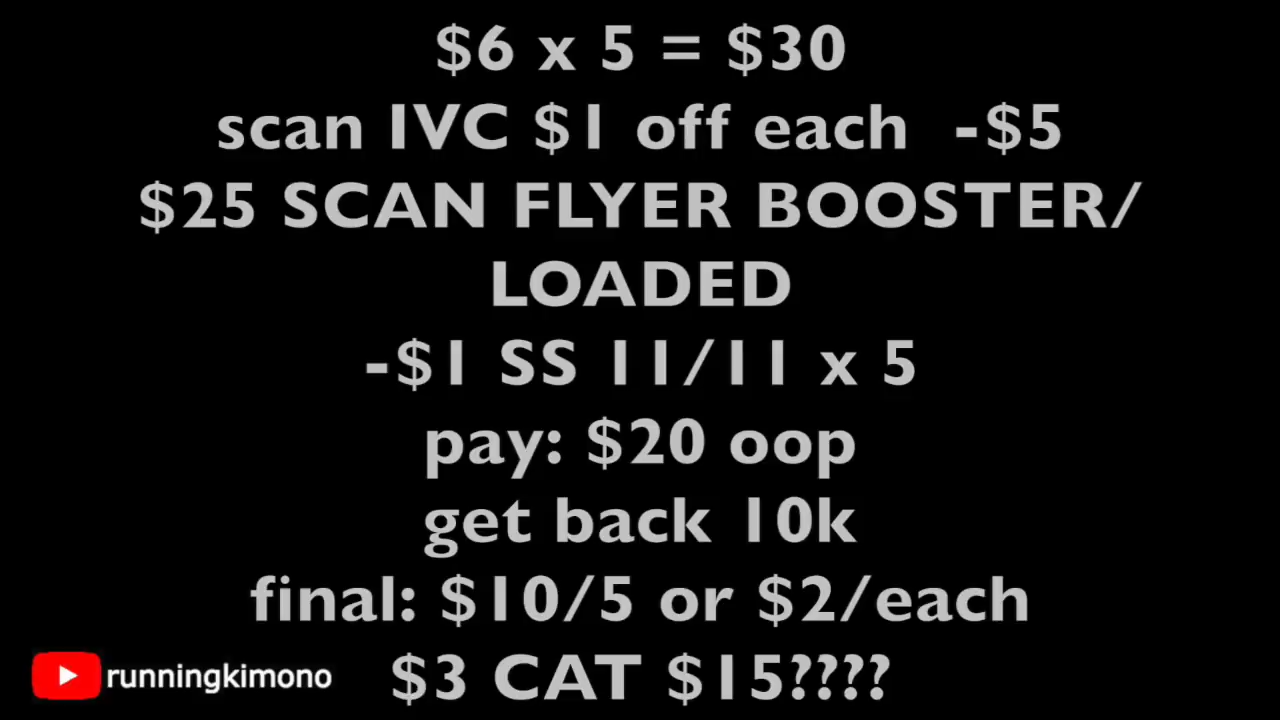 $6 x 5 = $30
scan IVC $1 off each -$5
$25 SCAN FLYER BOOSTER/
LOADED
-$1 SS 11/11 x 5
pay: $20 oop
get back 10k
final: $10/5 or $2/each
$3 CAT $15????
runningkimono